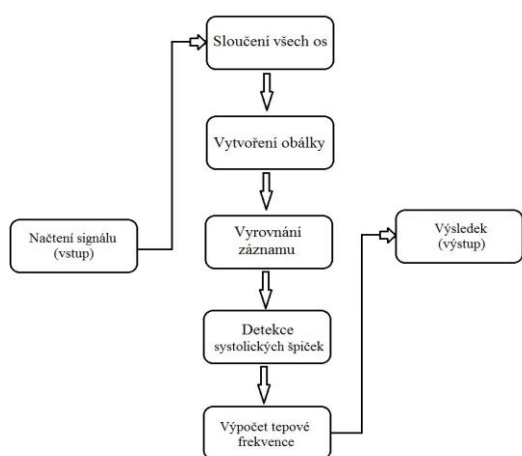 Sloučení všech os
Vytvoření obálky
Načtení signálu
(vstup)
Vyrovnání
záznamu
Výsledek
(výstup)
Detekce
systolických špiček
Výpočet tepové
frekvence